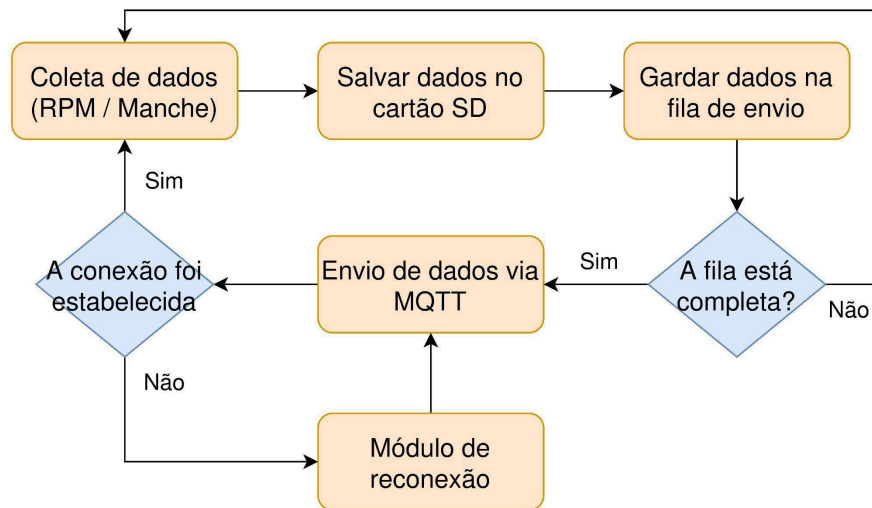 Coleta de dados
(RPM / Manche)
Salvar dados no
cartão SD
Gardar dados na
fila de envio
Sim
A conexão foi
estabelecida
Envio de dados via
MQTT
Sim
A fila está
completa?
Não
Não
Módulo de
reconexão